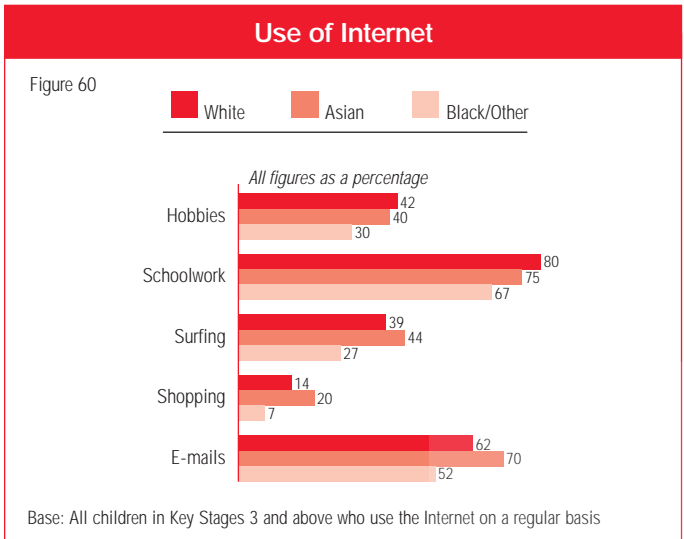 Use of Internet
Figure 60
White Asian Black/Other
All figures as a percentage
Hobbies 42
40
30
Schoolwork 80
75
67
Surfing 39
44
27
Shopping 14
20
7
E-mails 62
70
52
Base: All children in Key Stages 3 and above who use the Internet on a regular basis